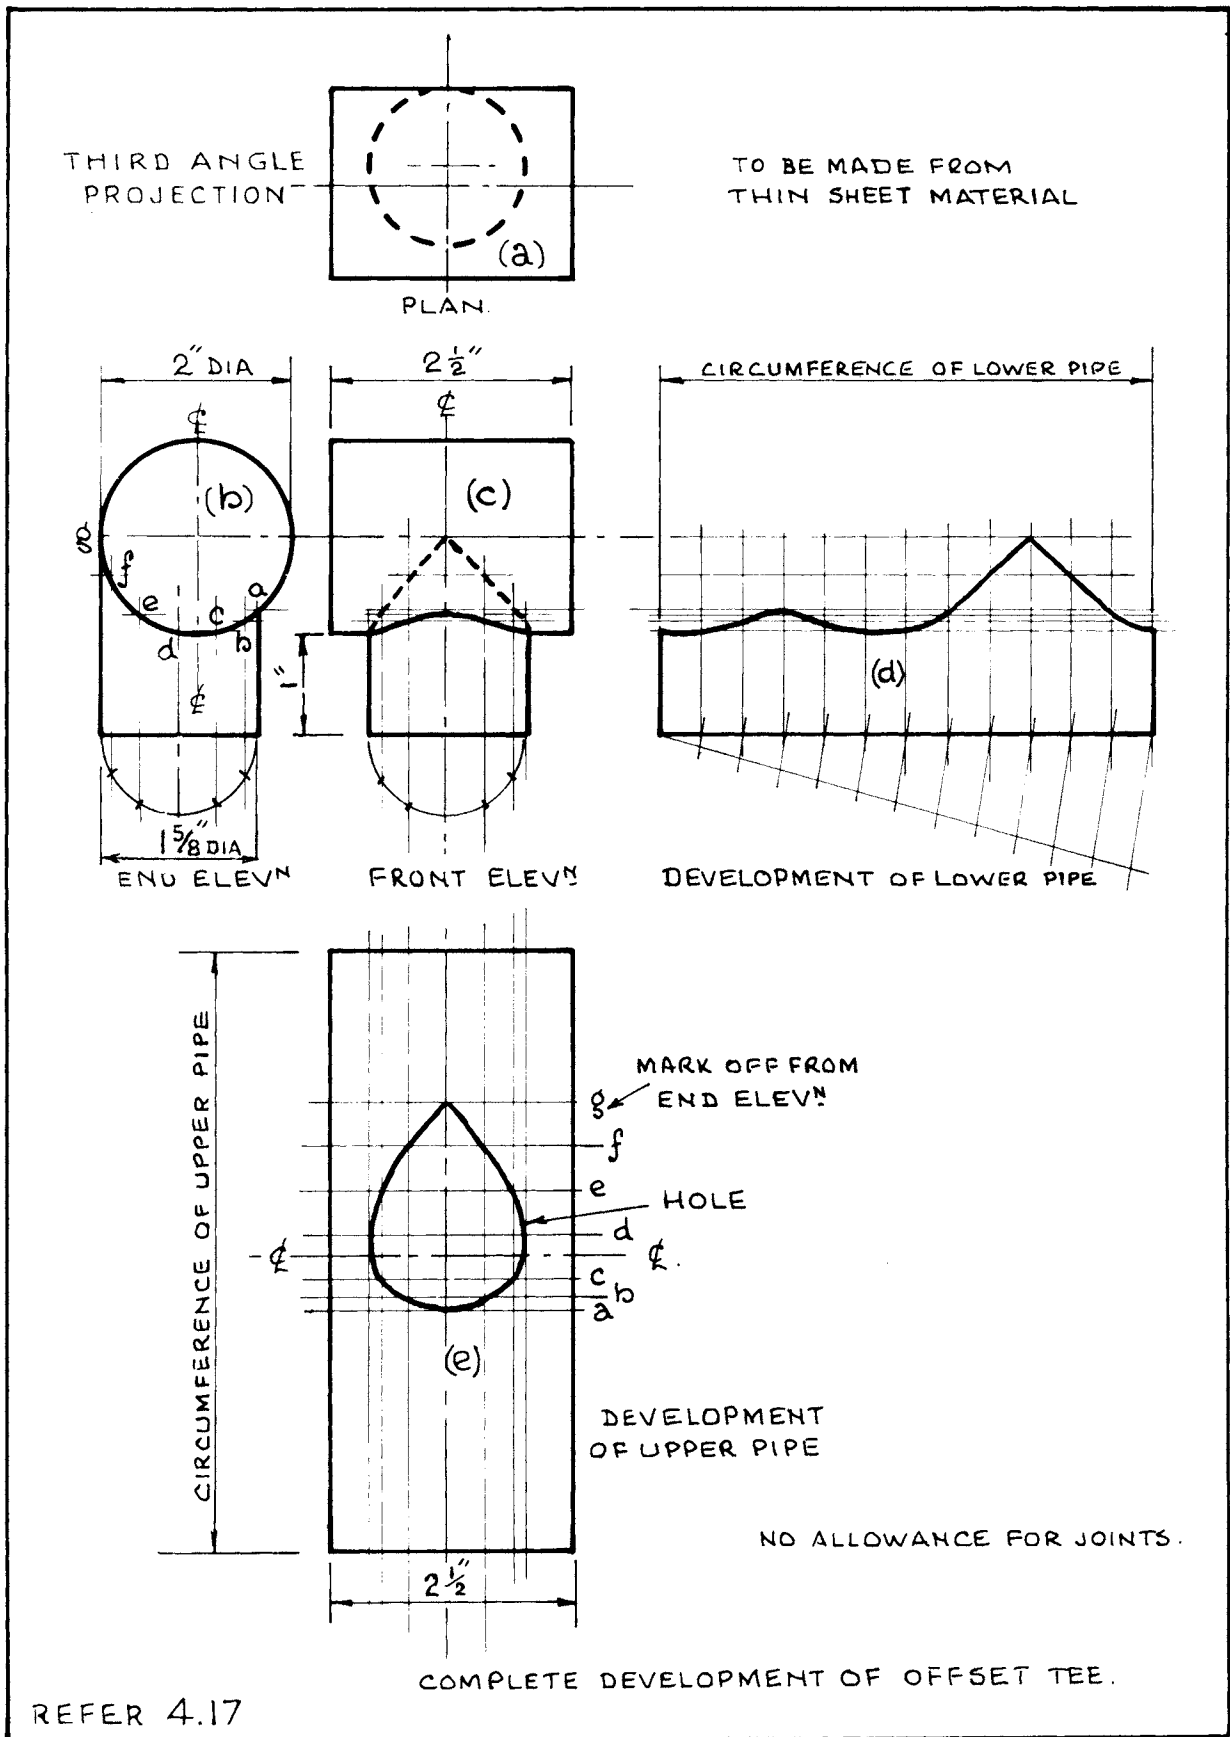 THIRD ANGLE
PROJECTION
TO BE MADE FROM
THIN SHEET MATERIAL
(a)
PLAN.
2" DIA
2 1/2"
CIRCUMFERENCE OF LOWER PIPE
℄
℄
(b)
(c)
g
f
e
d
c
b
a
℄
1"
(d)
1 5/8" DIA
END ELEVN
FRONT ELEVN
DEVELOPMENT OF LOWER PIPE
CIRCUMFERENCE OF UPPER PIPE
MARK OFF FROM
END ELEVN
g
f
e
HOLE
d
℄
℄.
c
b
a
(e)
DEVELOPMENT
OF UPPER PIPE
NO ALLOWANCE FOR JOINTS.
2 1/2"
COMPLETE DEVELOPMENT OF OFFSET TEE.
REFER 4.17